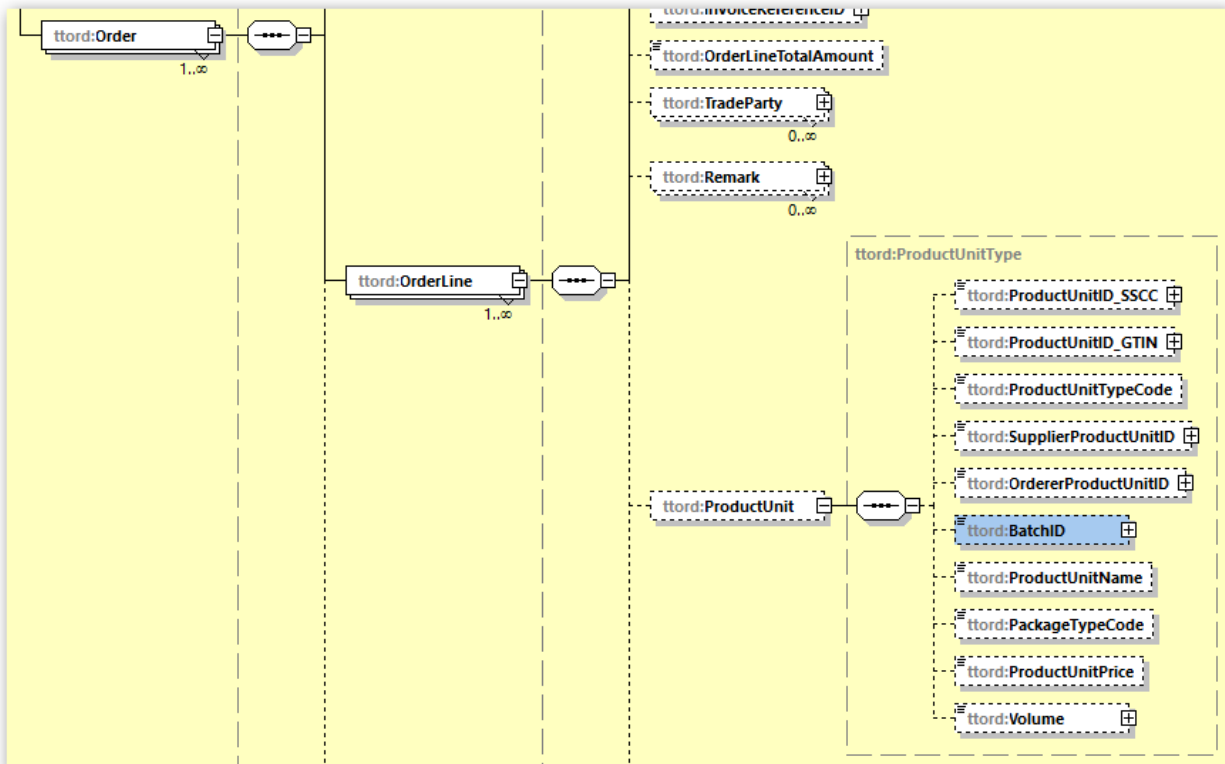 ttord:InvoiceReferenceID
ttord:Order
1..∞
ttord:OrderLineTotalAmount
ttord:TradeParty
0..∞
ttord:Remark
0..∞
ttord:OrderLine
1..∞
ttord:ProductUnitType
ttord:ProductUnitID_SSCC
ttord:ProductUnitID_GTIN
ttord:ProductUnitTypeCode
ttord:SupplierProductUnitID
ttord:OrdererProductUnitID
ttord:ProductUnit
ttord:BatchID
ttord:ProductUnitName
ttord:PackageTypeCode
ttord:ProductUnitPrice
ttord:Volume